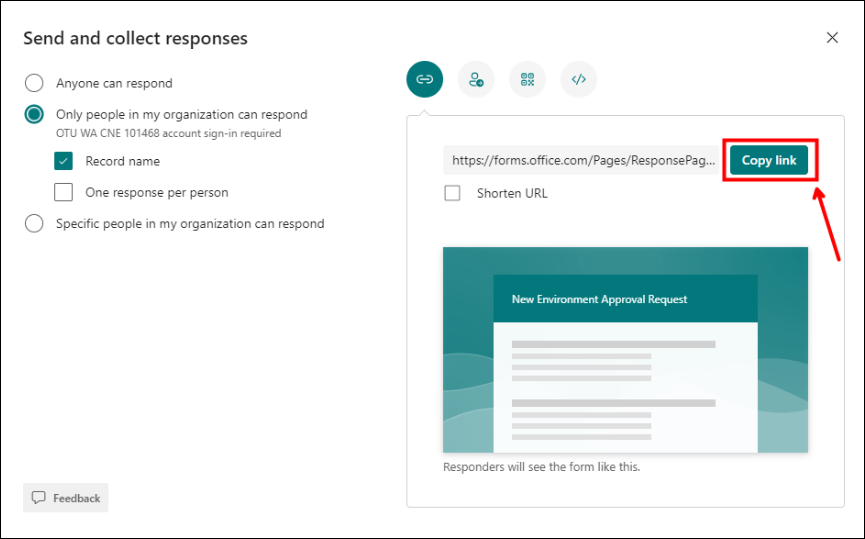 Send and collect responses
Anyone can respond
Only people in my organization can respond
OTU WA CNE 101468 account sign-in required
Record name
One response per person
Specific people in my organization can respond
https://forms.office.com/Pages/ResponsePag...
Copy link
Shorten URL
New Environment Approval Request
Responders will see the form like this.
Feedback